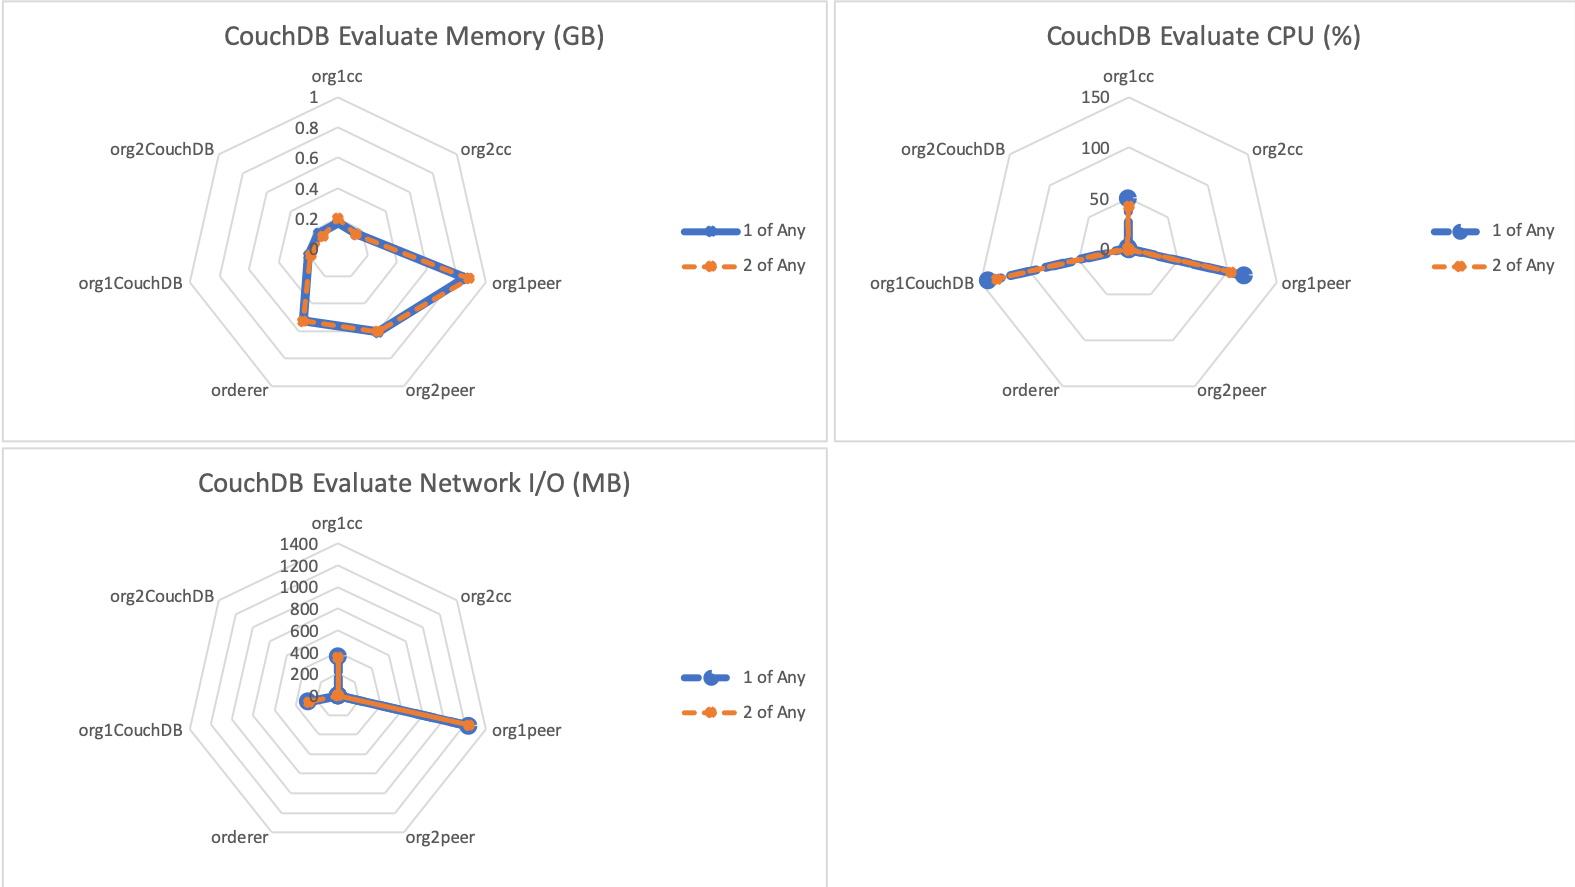 CouchDB Evaluate Memory (GB)
org1cc
1
0.8
0.6
0.4
0.2
0
org2cc
org1peer
org2peer
orderer
org1CouchDB
org2CouchDB
1 of Any
2 of Any
CouchDB Evaluate CPU (%)
org1cc
150
100
50
0
org2cc
org1peer
org2peer
orderer
org1CouchDB
org2CouchDB
1 of Any
2 of Any
CouchDB Evaluate Network I/O (MB)
org1cc
1400
1200
1000
800
600
400
200
0
org2cc
org1peer
org2peer
orderer
org1CouchDB
org2CouchDB
1 of Any
2 of Any